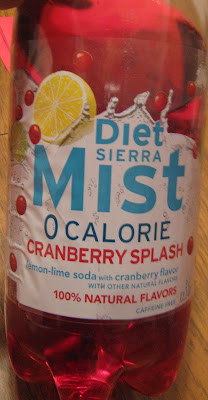 Diet
SIERRA
Mist
0 CALORIE
CRANBERRY SPLASH
lemon-lime soda with cranberry flavor
WITH OTHER NATURAL FLAVORS
100% NATURAL FLAVORS
CAFFEINE FREE